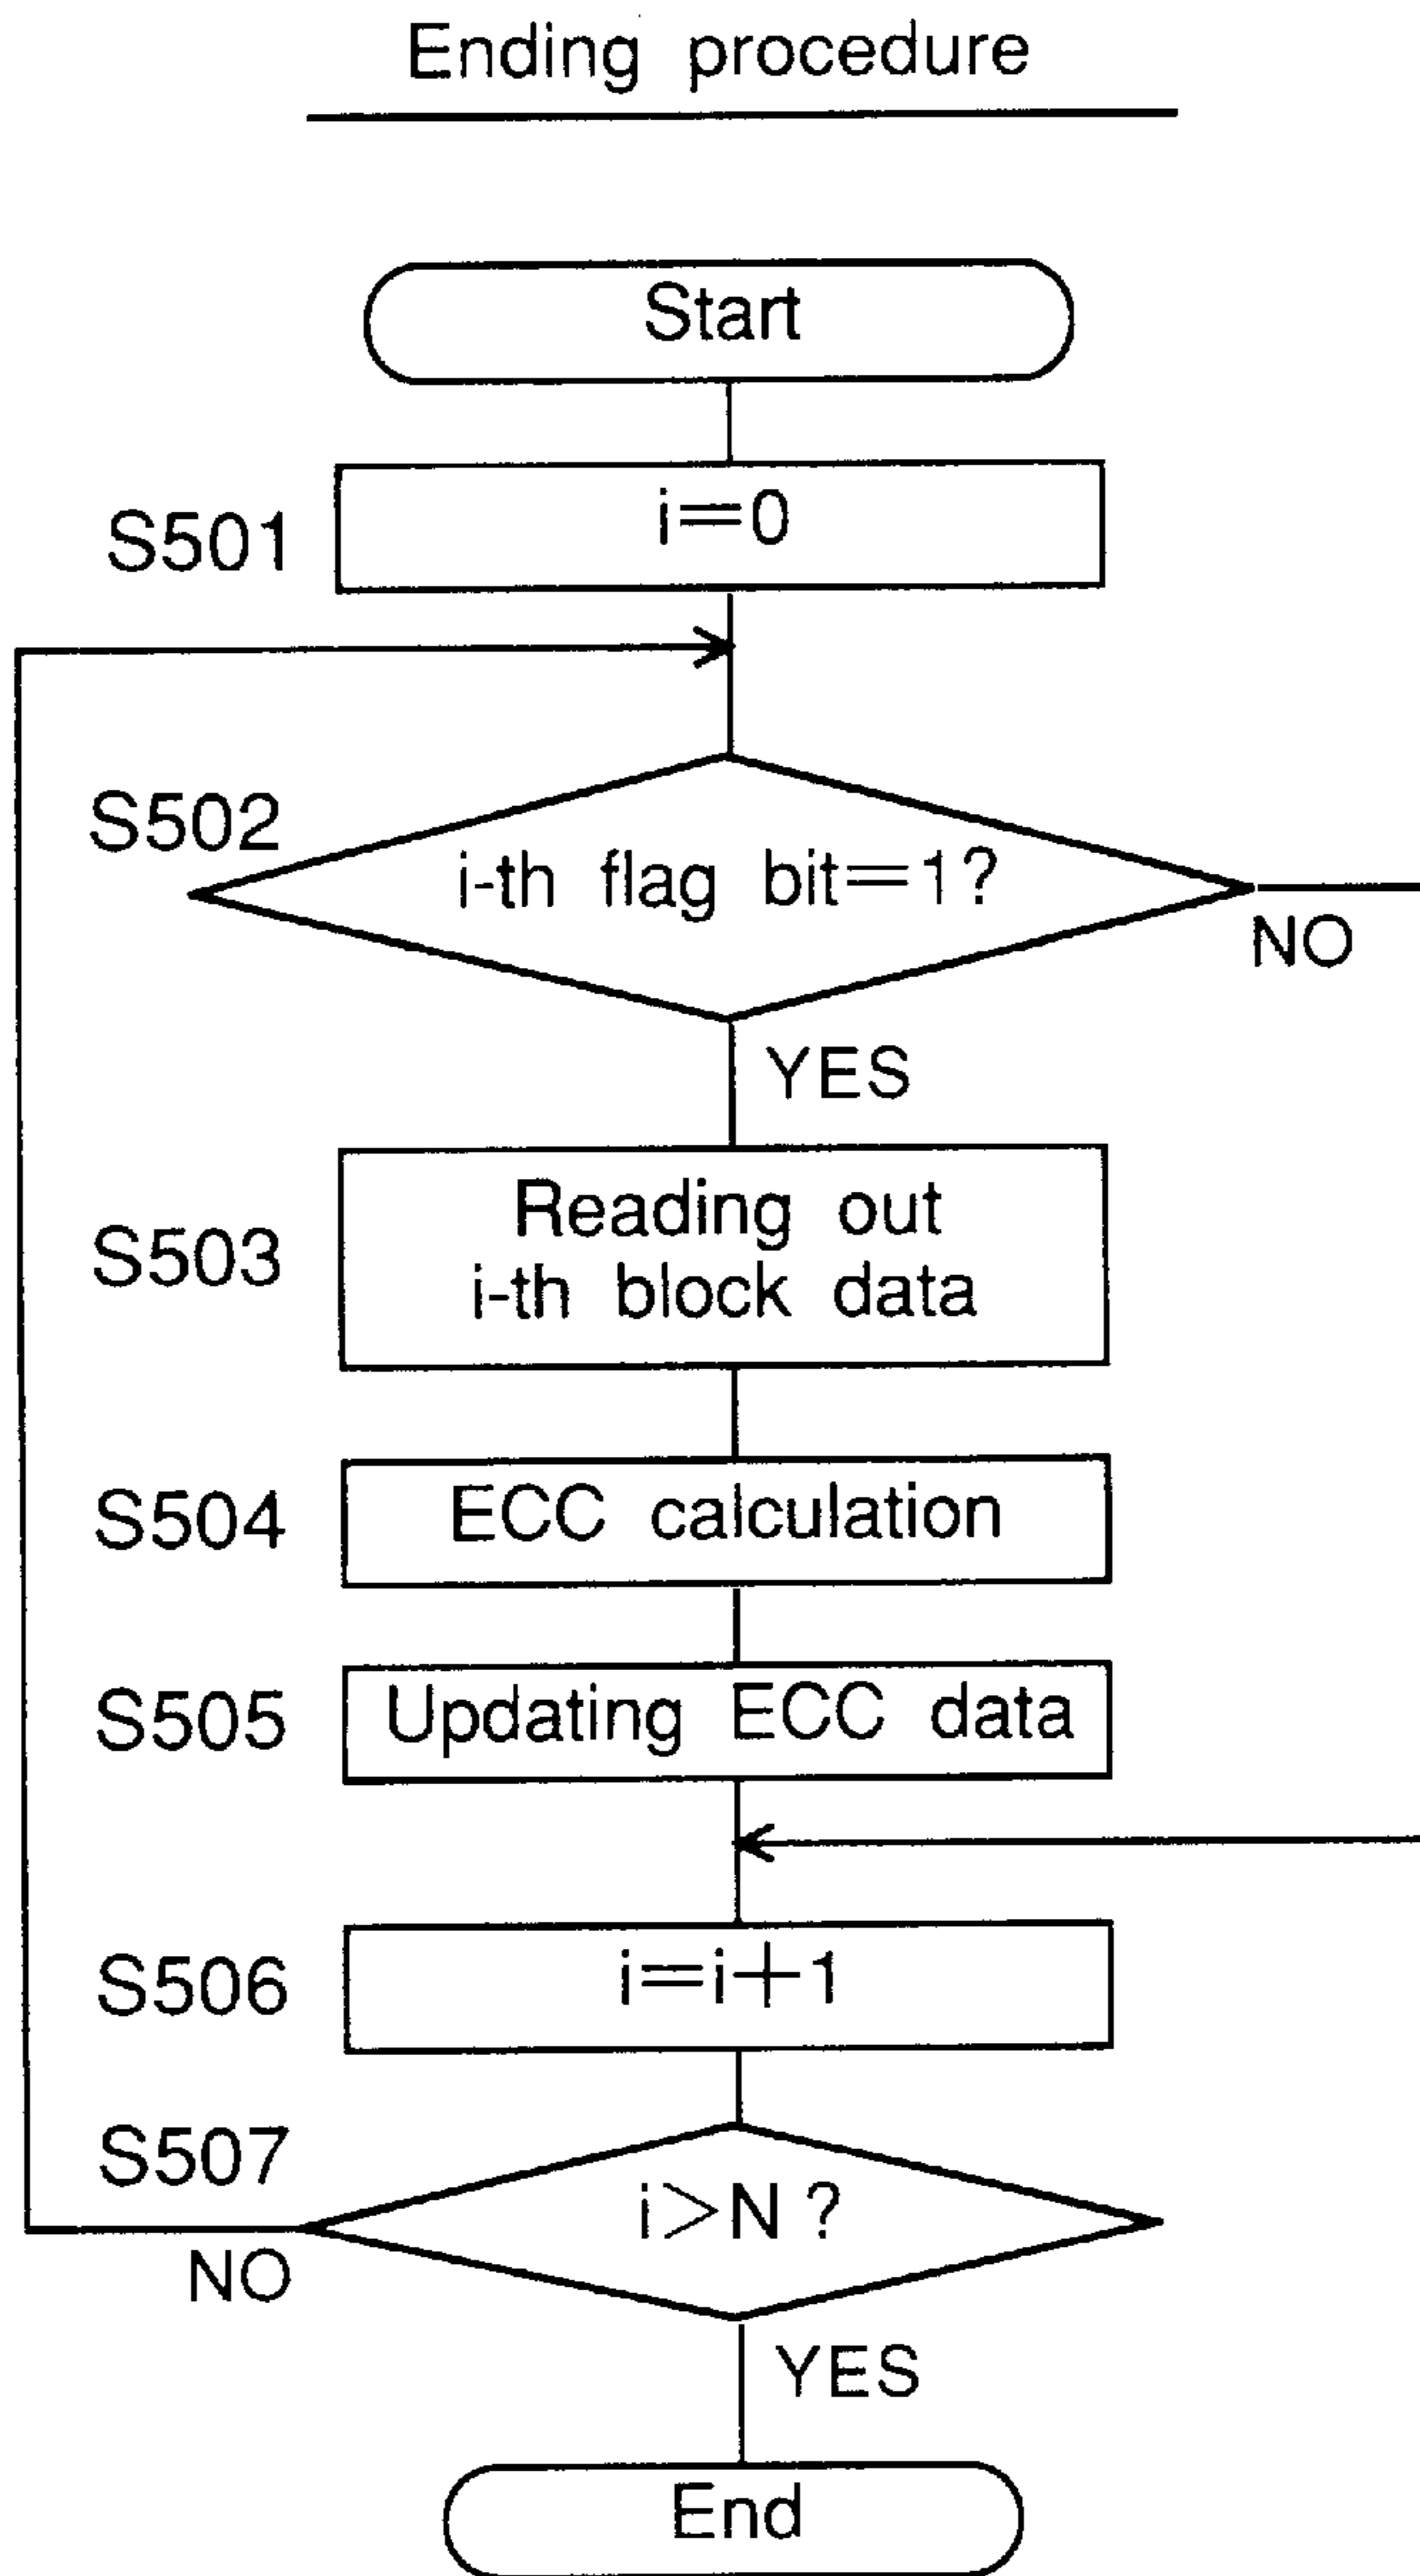 Ending procedure
Start
S501
i=0
S502
i-th flag bit=1?
NO
YES
S503
Reading out
i-th block data
S504
ECC calculation
S505
Updating ECC data
S506
i=i+1
S507
i>N ?
NO
YES
End